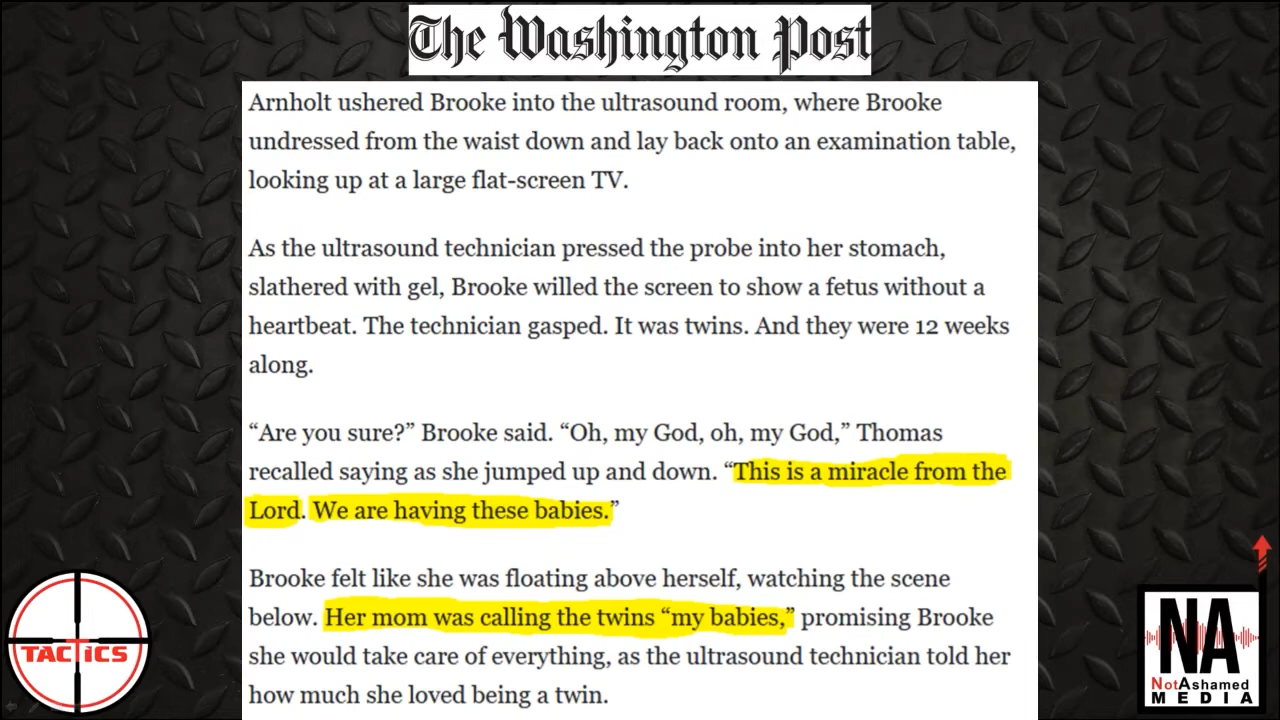 The Washington Post
Arnholt ushered Brooke into the ultrasound room, where Brooke
undressed from the waist down and lay back onto an examination table,
looking up at a large flat-screen TV.
As the ultrasound technician pressed the probe into her stomach,
slathered with gel, Brooke willed the screen to show a fetus without a
heartbeat. The technician gasped. It was twins. And they were 12 weeks
along.
“Are you sure?” Brooke said. “Oh, my God, oh, my God,” Thomas
recalled saying as she jumped up and down. “This is a miracle from the
Lord. We are having these babies.”
Brooke felt like she was floating above herself, watching the scene
below. Her mom was calling the twins “my babies,” promising Brooke
she would take care of everything, as the ultrasound technician told her
how much she loved being a twin.
TACTICS
NA
NotAshamed
MEDIA